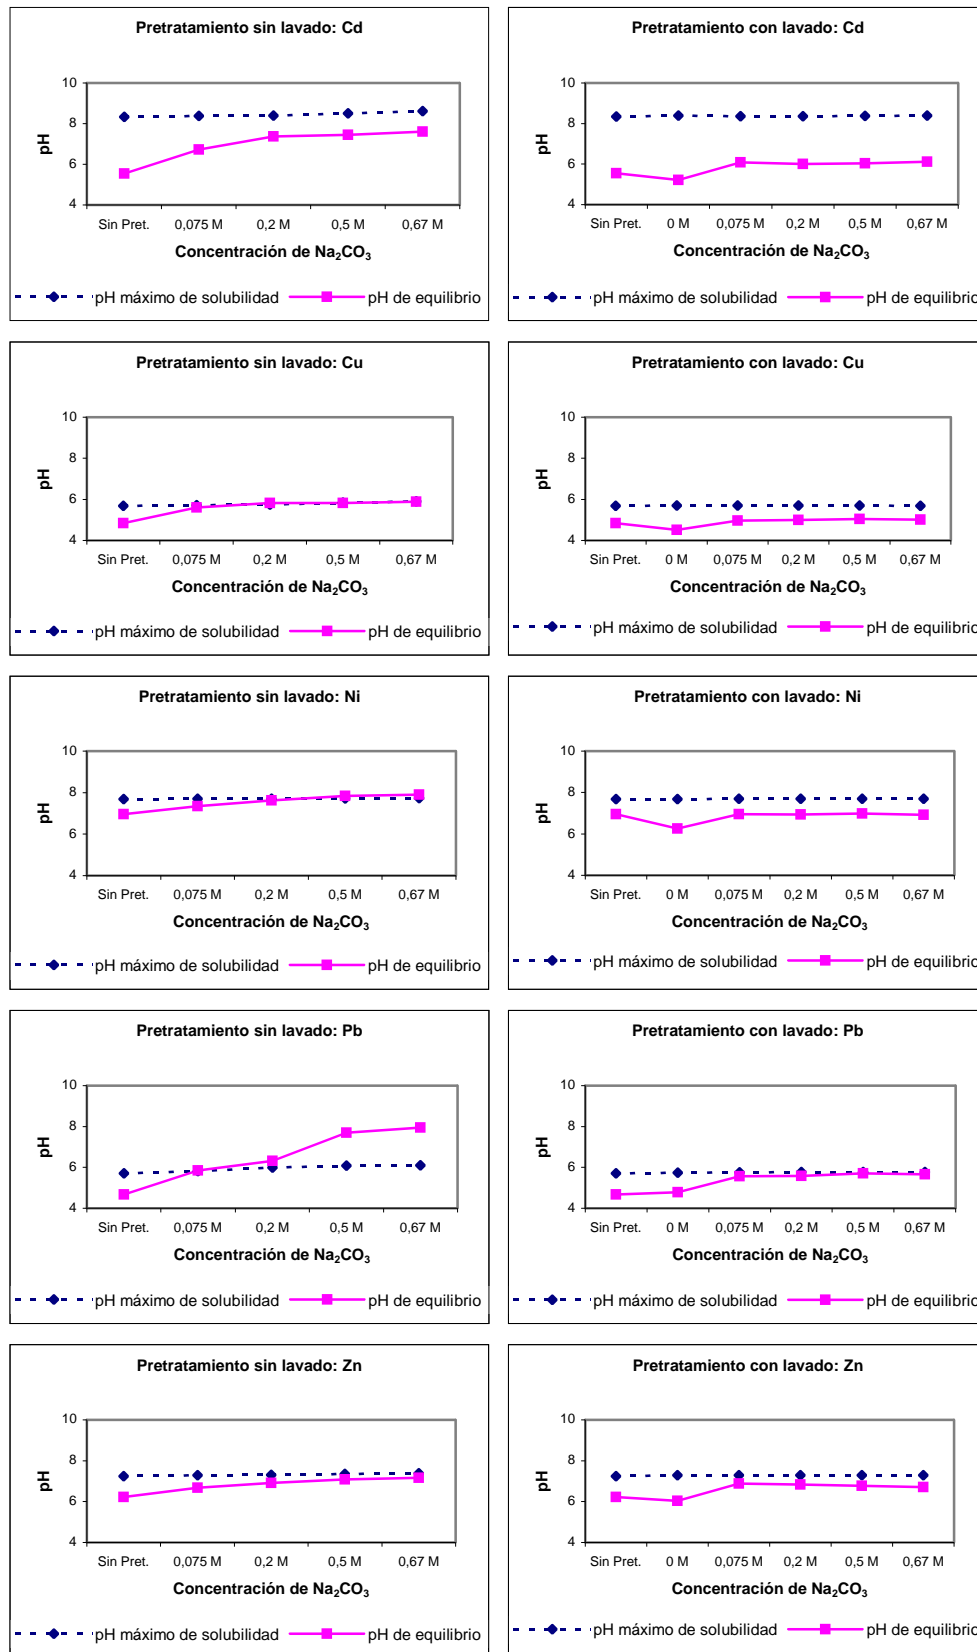 Pretratamiento sin lavado: Cd
10
8
6
4
pH
Sin Pret. 0,075 M 0,2 M 0,5 M 0,67 M
Concentración de Na₂CO₃
pH máximo de solubilidad pH de equilibrio
Pretratamiento con lavado: Cd
10
8
6
4
pH
Sin Pret. 0 M 0,075 M 0,2 M 0,5 M 0,67 M
Concentración de Na₂CO₃
pH máximo de solubilidad pH de equilibrio
Pretratamiento sin lavado: Cu
10
8
6
4
pH
Sin Pret. 0,075 M 0,2 M 0,5 M 0,67 M
Concentración de Na₂CO₃
pH máximo de solubilidad pH de equilibrio
Pretratamiento con lavado: Cu
10
8
6
4
pH
Sin Pret. 0 M 0,075 M 0,2 M 0,5 M 0,67 M
Concentración de Na₂CO₃
pH máximo de solubilidad pH de equilibrio
Pretratamiento sin lavado: Ni
10
8
6
4
pH
Sin Pret. 0,075 M 0,2 M 0,5 M 0,67 M
Concentración de Na₂CO₃
pH máximo de solubilidad pH de equilibrio
Pretratamiento con lavado: Ni
10
8
6
4
pH
Sin Pret. 0 M 0,075 M 0,2 M 0,5 M 0,67 M
Concentración de Na₂CO₃
pH máximo de solubilidad pH de equilibrio
Pretratamiento sin lavado: Pb
10
8
6
4
pH
Sin Pret. 0,075 M 0,2 M 0,5 M 0,67 M
Concentración de Na₂CO₃
pH máximo de solubilidad pH de equilibrio
Pretratamiento con lavado: Pb
10
8
6
4
pH
Sin Pret. 0 M 0,075 M 0,2 M 0,5 M 0,67 M
Concentración de Na₂CO₃
pH máximo de solubilidad pH de equilibrio
Pretratamiento sin lavado: Zn
10
8
6
4
pH
Sin Pret. 0,075 M 0,2 M 0,5 M 0,67 M
Concentración de Na₂CO₃
pH máximo de solubilidad pH de equilibrio
Pretratamiento con lavado: Zn
10
8
6
4
pH
Sin Pret. 0 M 0,075 M 0,2 M 0,5 M 0,67 M
Concentración de Na₂CO₃
pH máximo de solubilidad pH de equilibrio